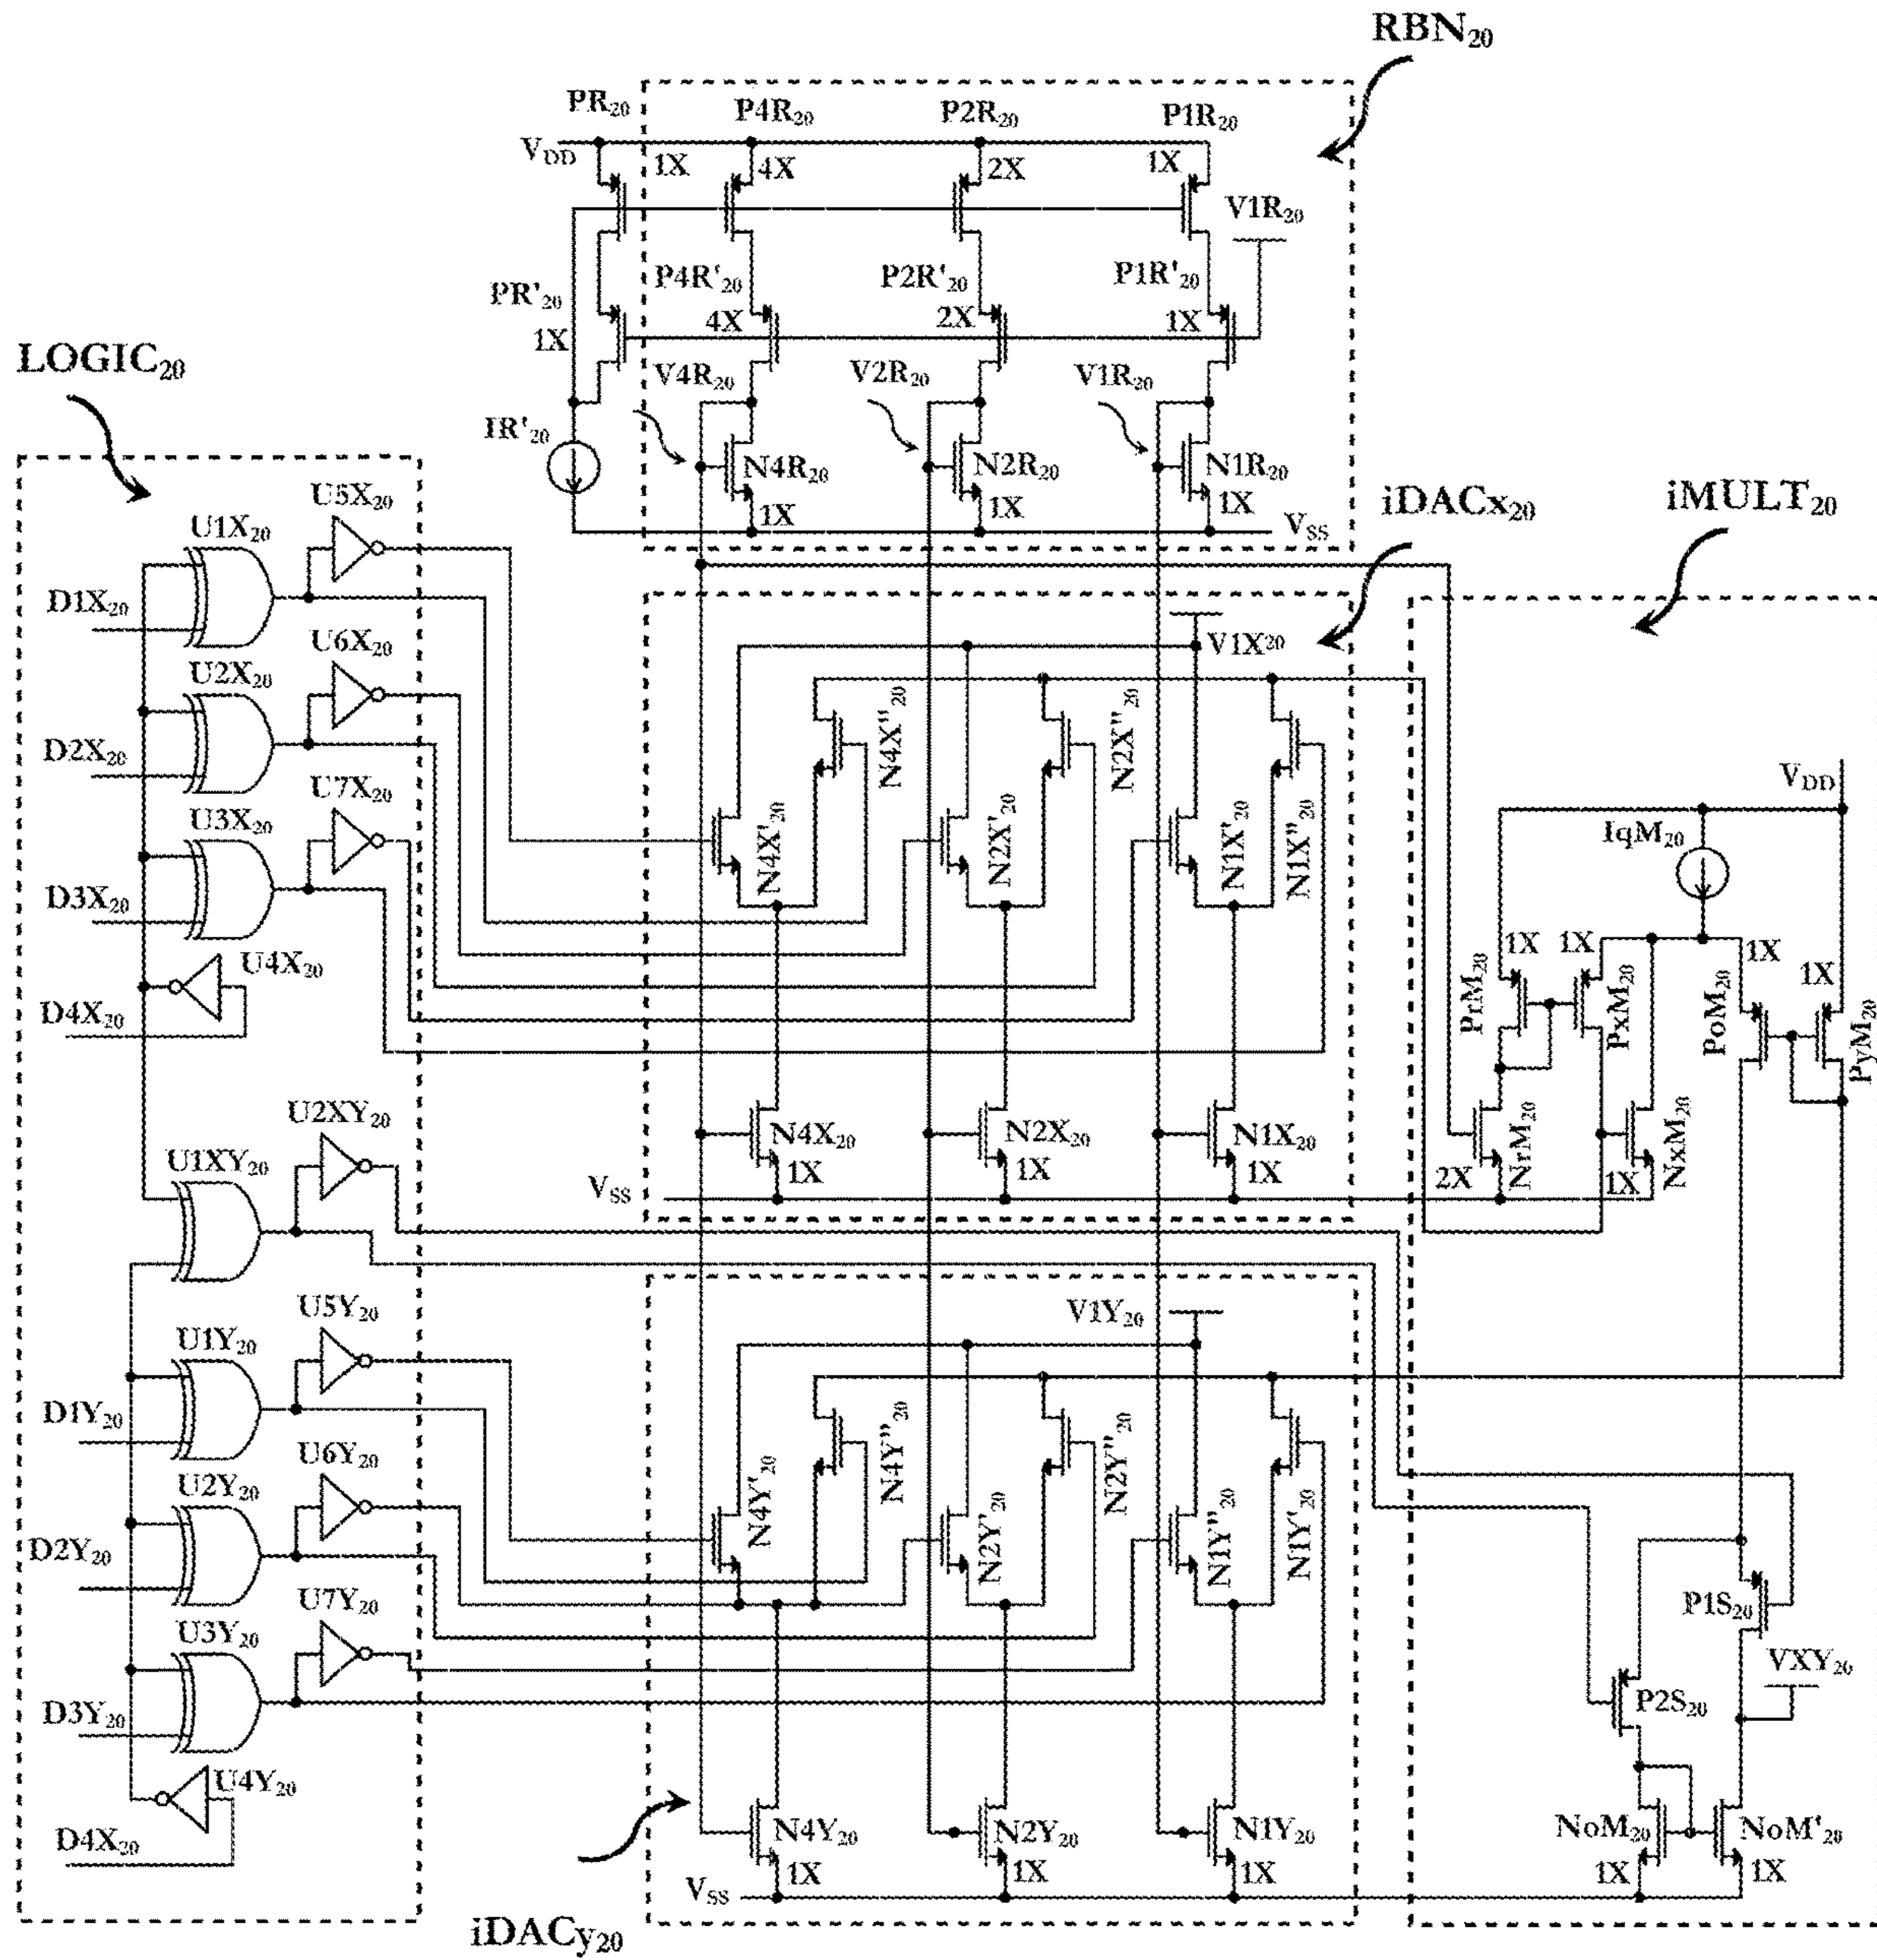 RBN20
PR20
P4R20
P2R20
P1R20
VDD
1X
4X
2X
1X
V1R20
PR'20
P4R'20
P2R'20
P1R'20
1X
4X
2X
1X
LOGIC20
V4R20
V2R20
V1R20
IR'20
N4R20
N2R20
N1R20
1X
1X
1X
VSS
iDACx20
iMULT20
U5X20
U1X20
D1X20
U6X20
U2X20
D2X20
U7X20
U3X20
D3X20
U4X20
D4X20
V1X20
N4X"20
N2X"20
N4X'20
N2X'20
N1X'20
N1X"20
N4X20
N2X20
N1X20
1X
1X
1X
VSS
VDD
IqM20
1X
1X
1X
1X
PrM20
PxM20
PoM20
PyM20
NrM20
NxM20
2X
1X
U2XY20
U1XY20
U5Y20
U1Y20
D1Y20
U6Y20
U2Y20
D2Y20
U7Y20
U3Y20
D3Y20
U4Y20
D4X20
V1Y20
N4Y"20
N2Y"20
N4Y'20
N2Y'20
N1Y"20
N1Y'20
N4Y20
N2Y20
N1Y20
1X
1X
1X
VSS
P1S20
VXY20
P2S20
NoM20
NoM'20
1X
1X
iDACy20